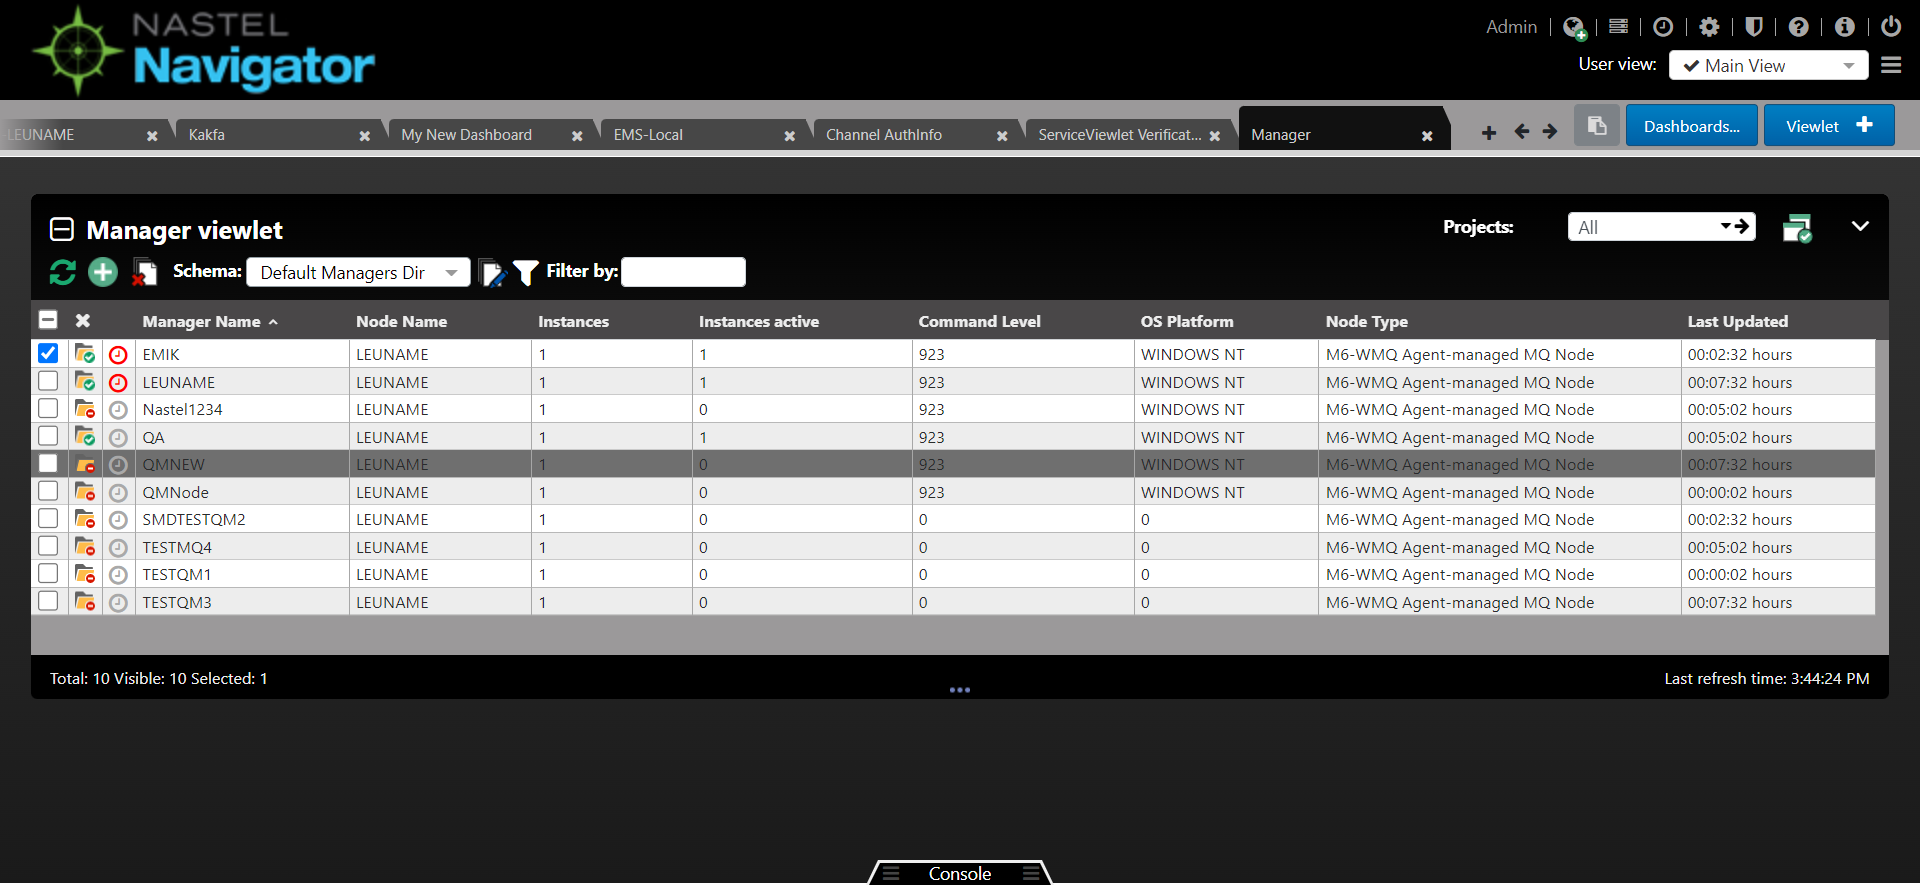 NASTEL
Navigator
Admin
User view: Main View
LEUNAME
Kakfa
My New Dashboard
EMS-Local
Channel AuthInfo
ServiceViewlet Verificat...
Manager
Dashboards...
Viewlet
Manager viewlet
Projects: All
Schema: Default Managers Dir Filter by:
Manager Name Node Name Instances Instances active Command Level OS Platform Node Type Last Updated
EMIK LEUNAME 1 1 923 WINDOWS NT M6-WMQ Agent-managed MQ Node 00:02:32 hours
LEUNAME LEUNAME 1 1 923 WINDOWS NT M6-WMQ Agent-managed MQ Node 00:07:32 hours
Nastel1234 LEUNAME 1 0 923 WINDOWS NT M6-WMQ Agent-managed MQ Node 00:05:02 hours
QA LEUNAME 1 1 923 WINDOWS NT M6-WMQ Agent-managed MQ Node 00:05:02 hours
QMNEW LEUNAME 1 0 923 WINDOWS NT M6-WMQ Agent-managed MQ Node 00:07:32 hours
QMNode LEUNAME 1 0 923 WINDOWS NT M6-WMQ Agent-managed MQ Node 00:00:02 hours
SMDTESTQM2 LEUNAME 1 0 0 0 M6-WMQ Agent-managed MQ Node 00:02:32 hours
TESTMQ4 LEUNAME 1 0 0 0 M6-WMQ Agent-managed MQ Node 00:05:02 hours
TESTQM1 LEUNAME 1 0 0 0 M6-WMQ Agent-managed MQ Node 00:00:02 hours
TESTQM3 LEUNAME 1 0 0 0 M6-WMQ Agent-managed MQ Node 00:07:32 hours
Total: 10 Visible: 10 Selected: 1
Last refresh time: 3:44:24 PM
Console